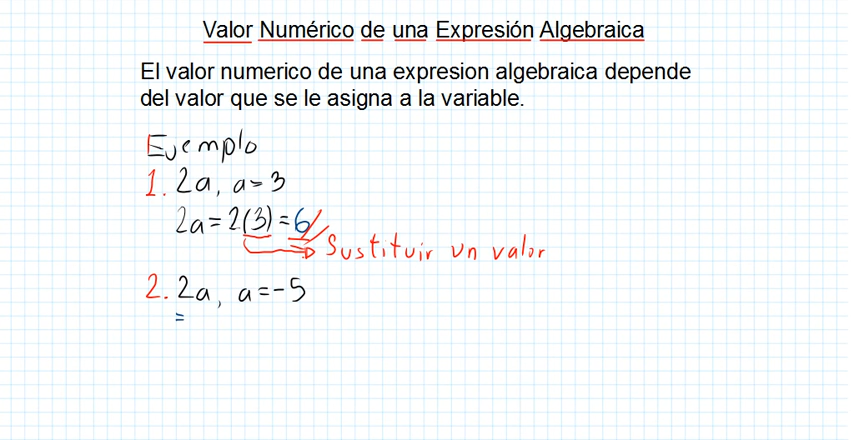 Valor Numérico de una Expresión Algebraica
El valor numerico de una expresion algebraica depende
del valor que se le asigna a la variable.
Ejemplo
1. 2a, a=3
2a=2(3)=6
Sustituir un valor
2. 2a, a=-5
=